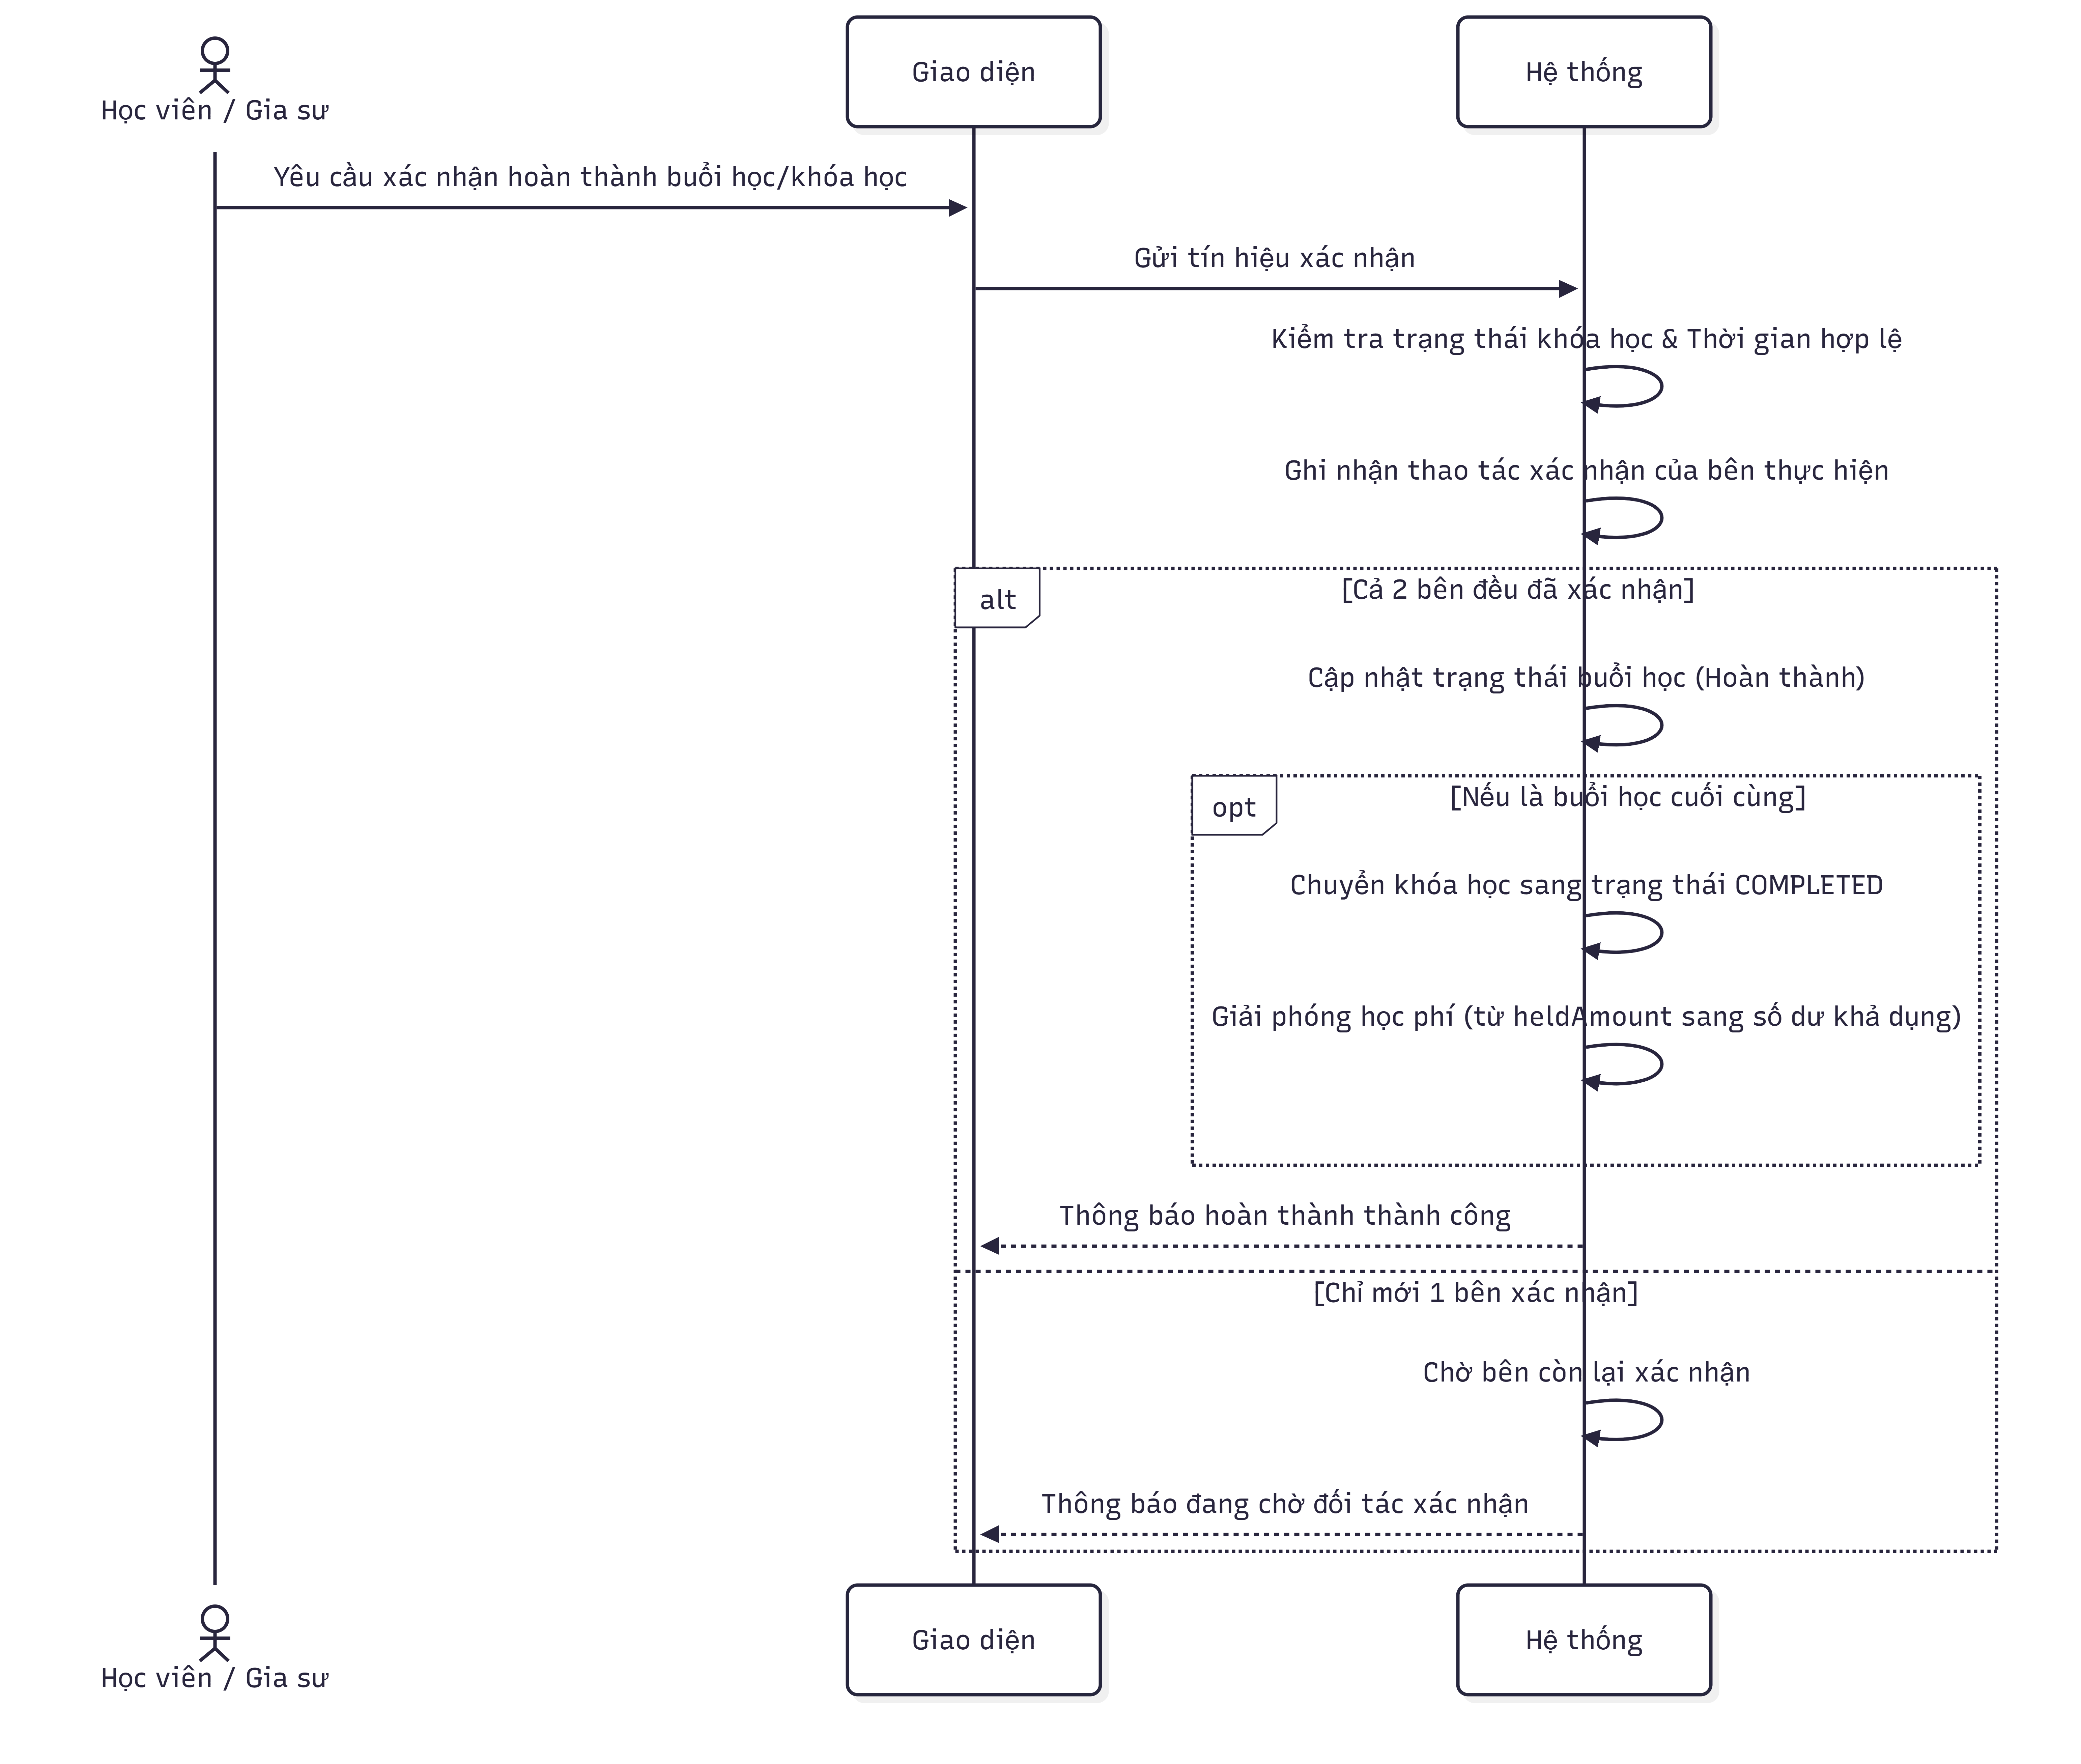 Học viên / Gia sư
Giao diện
Hệ thống
Yêu cầu xác nhận hoàn thành buổi học/khóa học
Gửi tín hiệu xác nhận
Kiểm tra trạng thái khóa học & Thời gian hợp lệ
Ghi nhận thao tác xác nhận của bên thực hiện
alt
[Cả 2 bên đều đã xác nhận]
Cập nhật trạng thái buổi học (Hoàn thành)
opt
[Nếu là buổi học cuối cùng]
Chuyển khóa học sang trạng thái COMPLETED
Giải phóng học phí (từ heldAmount sang số dư khả dụng)
Thông báo hoàn thành thành công
[Chỉ mới 1 bên xác nhận]
Chờ bên còn lại xác nhận
Thông báo đang chờ đối tác xác nhận
Học viên / Gia sư
Giao diện
Hệ thống